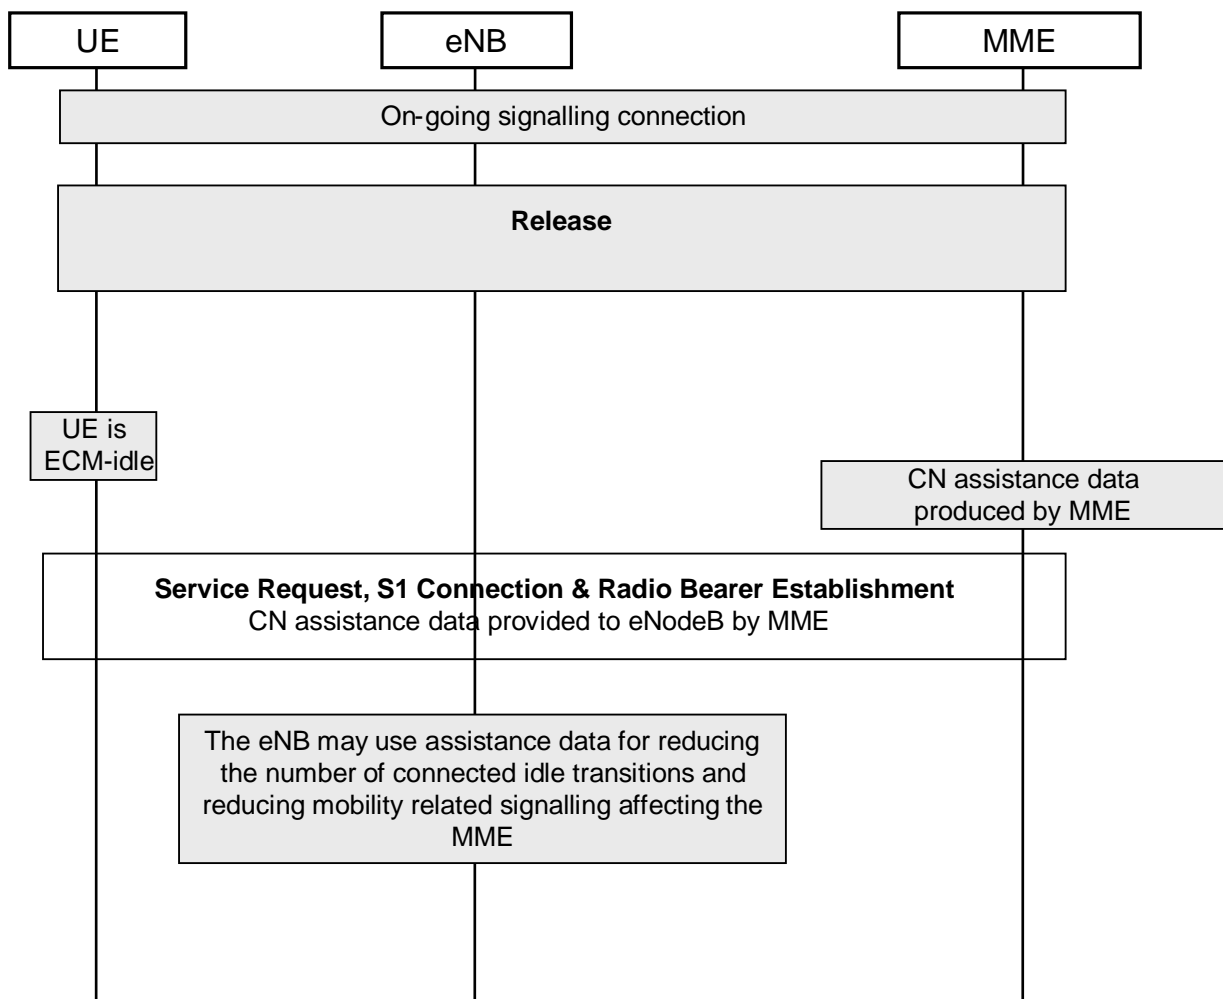 UE
eNB
MME
On-going signalling connection
Release
UE is
ECM-idle
CN assistance data
produced by MME
Service Request, S1 Connection & Radio Bearer Establishment
CN assistance data provided to eNodeB by MME
The eNB may use assistance data for reducing
the number of connected idle transitions and
reducing mobility related signalling affecting the
MME